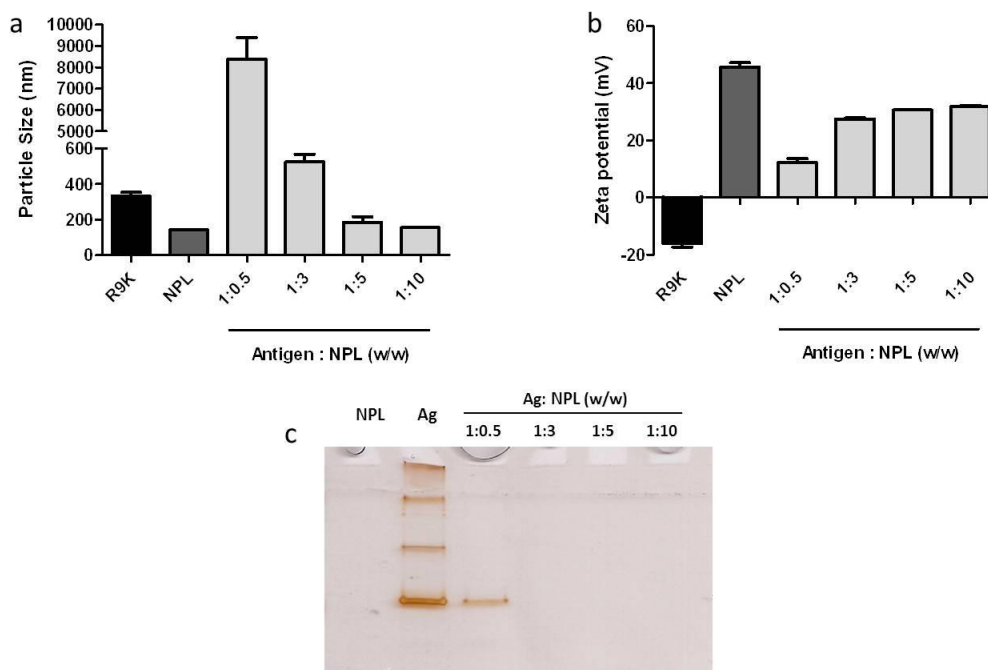 a
Particle Size (nm)
10000
9000
8000
7000
6000
5000
600
400
200
0
R9K
NPL
1:0.5
1:3
1:5
1:10
Antigen : NPL (w/w)
b
Zeta potential (mV)
60
40
20
0
-20
R9K
NPL
1:0.5
1:3
1:5
1:10
Antigen : NPL (w/w)
c
NPL
Ag
Ag: NPL (w/w)
1:0.5
1:3
1:5
1:10